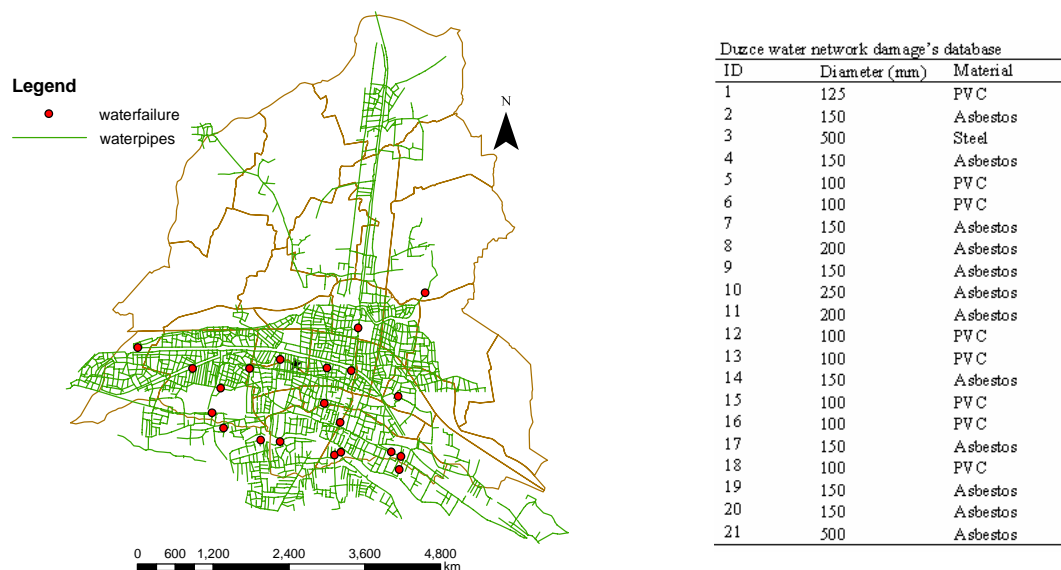 Legend
waterfailure
waterpipes
N
0 600 1,200 2,400 3,600 4,800
km
Duzce water network damage's database
ID Diameter (mm) Material
1 125 PVC
2 150 Asbestos
3 500 Steel
4 150 Asbestos
5 100 PVC
6 100 PVC
7 150 Asbestos
8 200 Asbestos
9 150 Asbestos
10 250 Asbestos
11 200 Asbestos
12 100 PVC
13 100 PVC
14 150 Asbestos
15 100 PVC
16 100 PVC
17 150 Asbestos
18 100 PVC
19 150 Asbestos
20 150 Asbestos
21 500 Asbestos